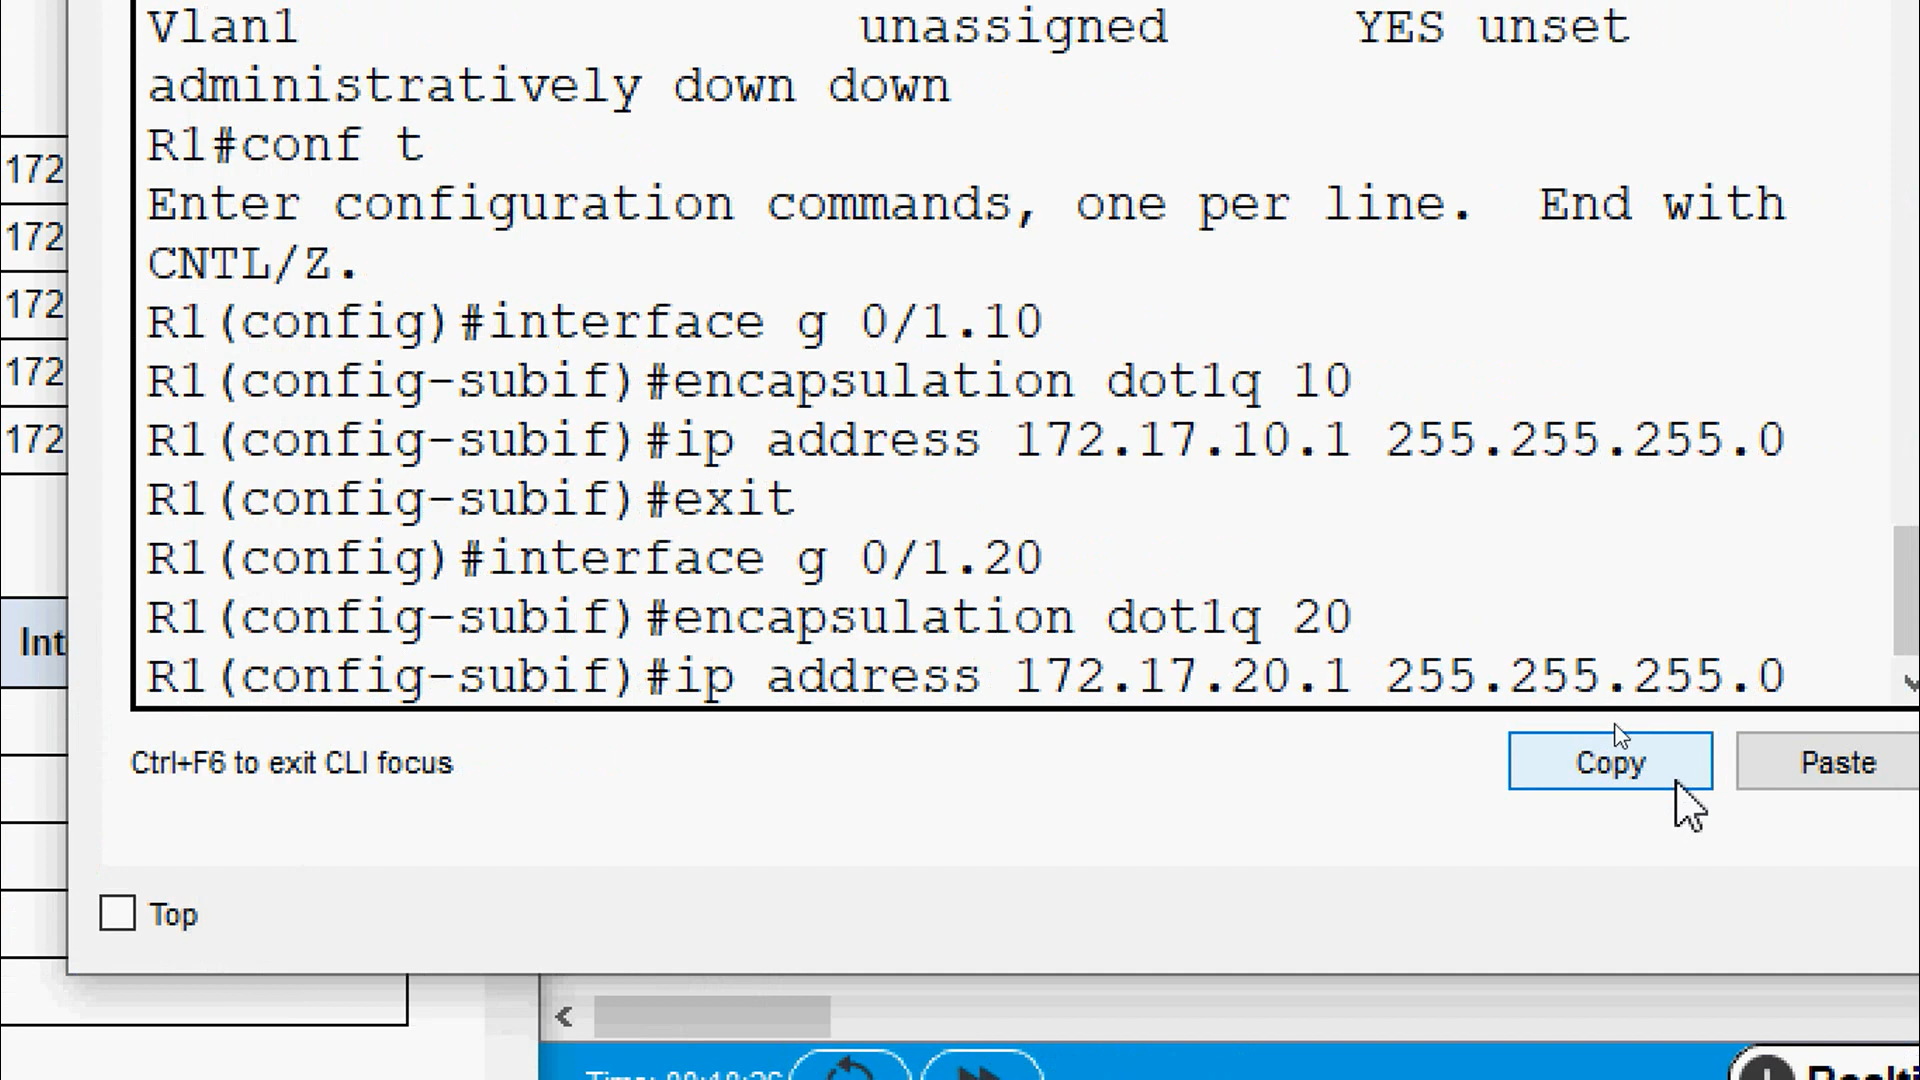 Vlan1 unassigned YES unset
administratively down down
R1#conf t
Enter configuration commands, one per line. End with
CNTL/Z.
R1(config)#interface g 0/1.10
R1(config-subif)#encapsulation dot1q 10
R1(config-subif)#ip address 172.17.10.1 255.255.255.0
R1(config-subif)#exit
R1(config)#interface g 0/1.20
R1(config-subif)#encapsulation dot1q 20
R1(config-subif)#ip address 172.17.20.1 255.255.255.0
172
172
172
172
172
Int
Ctrl+F6 to exit CLI focus
Copy
Paste
Top